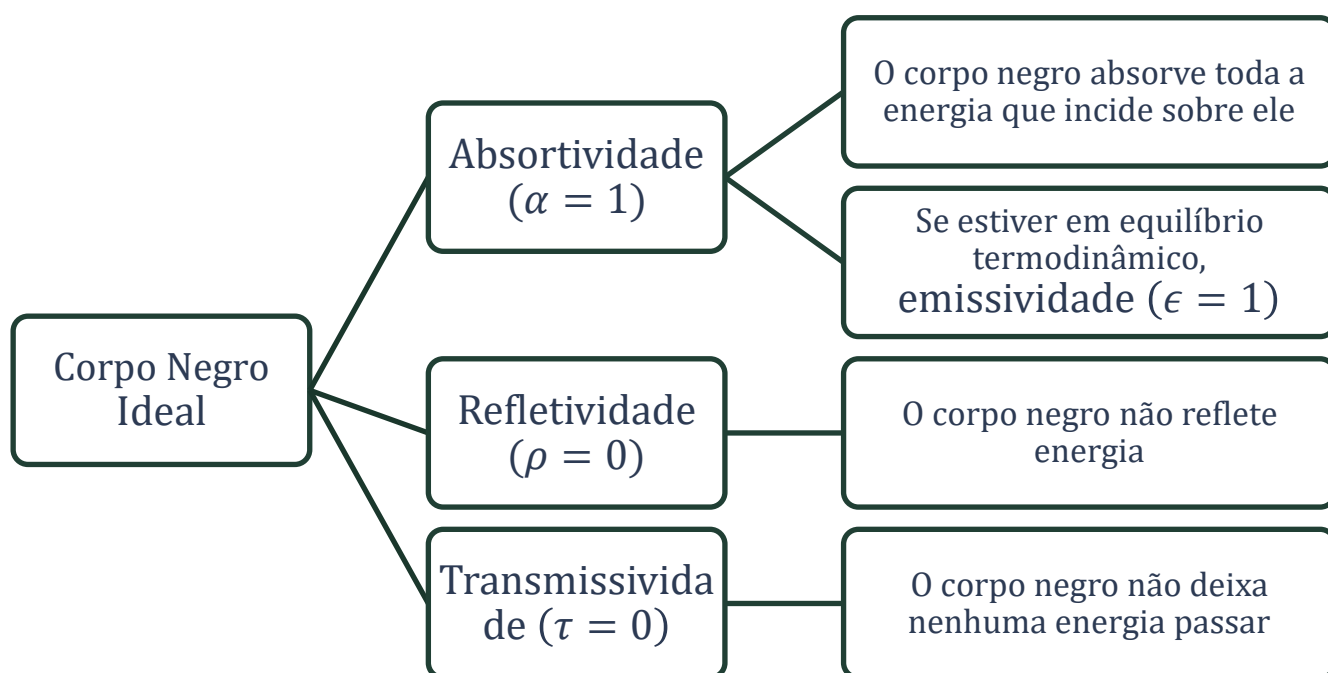 Corpo Negro
Ideal
Absortividade
(α = 1)
O corpo negro absorve toda a
energia que incide sobre ele
Se estiver em equilíbrio
termodinâmico,
emissividade (ϵ = 1)
Refletividade
(ρ = 0)
O corpo negro não reflete
energia
Transmissivida
de (τ = 0)
O corpo negro não deixa
nenhuma energia passar